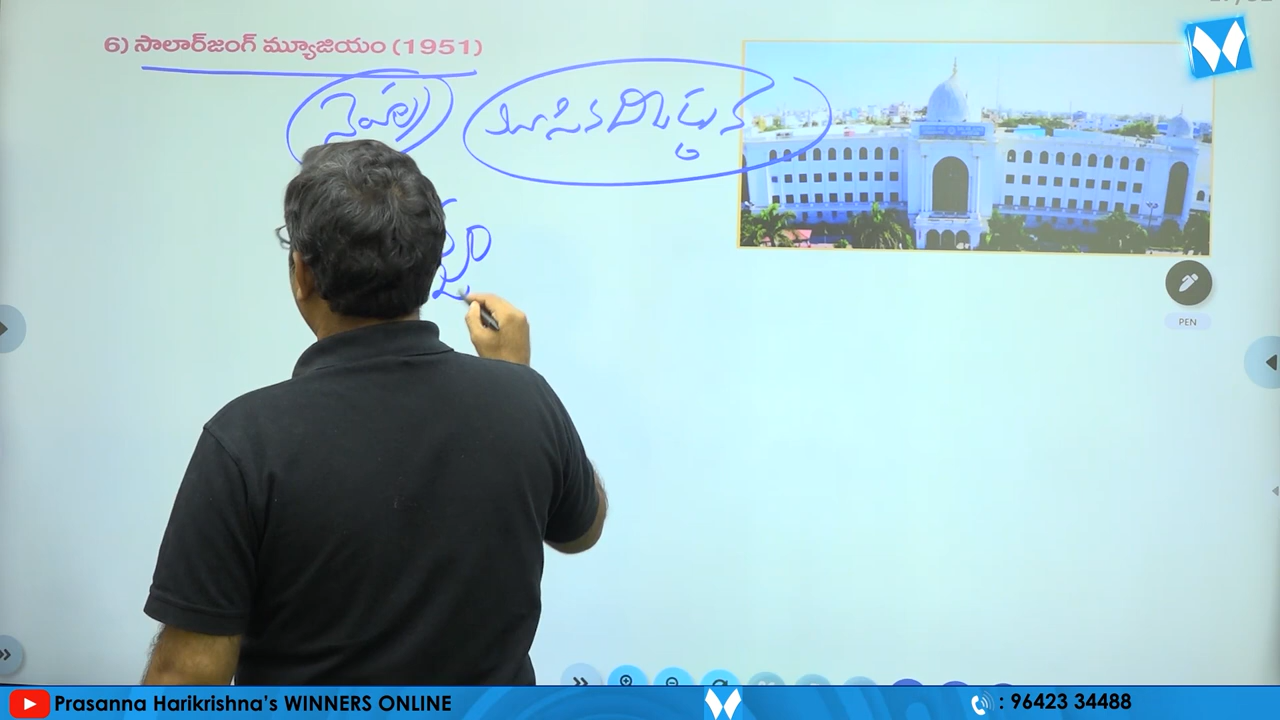 6) సాలార్‌జంగ్ మ్యూజియం (1951)
నెహ్రు
మూసీనది ఒడ్డున
PEN
Prasanna Harikrishna's WINNERS ONLINE
: 96423 34488